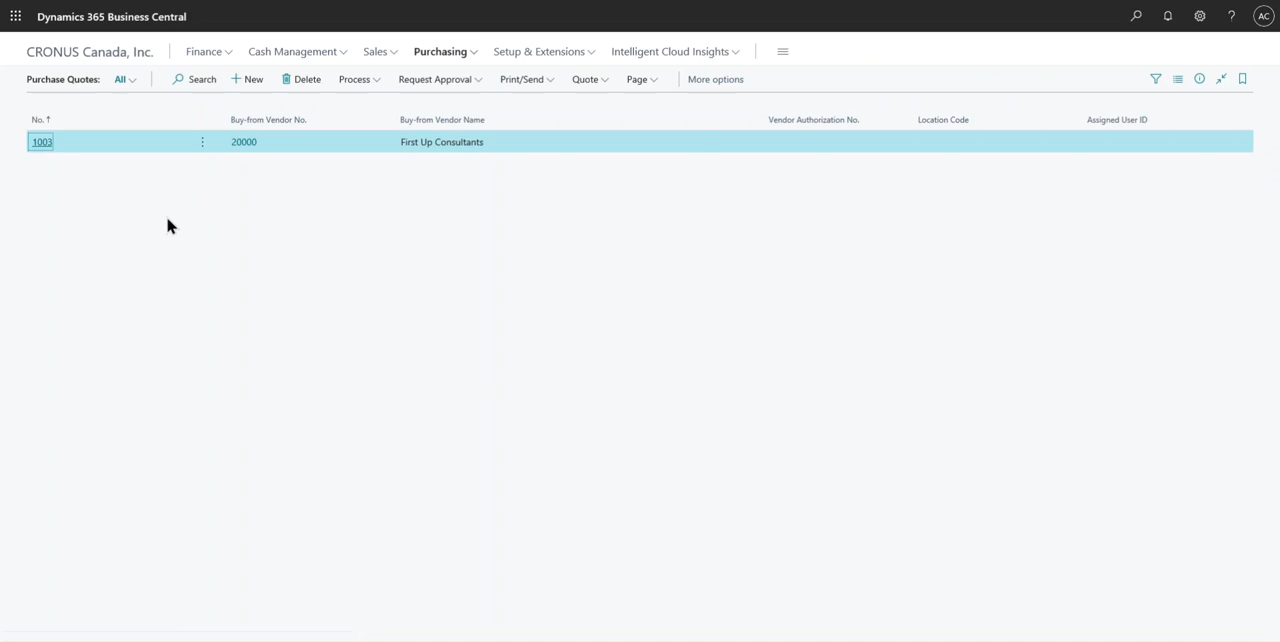 Dynamics 365 Business Central
AC
CRONUS Canada, Inc. Finance Cash Management Sales Purchasing Setup & Extensions Intelligent Cloud Insights
Purchase Quotes: All Search New Delete Process Request Approval Print/Send Quote Page More options
No. ↑ Buy-from Vendor No. Buy-from Vendor Name Vendor Authorization No. Location Code Assigned User ID
1003 20000 First Up Consultants